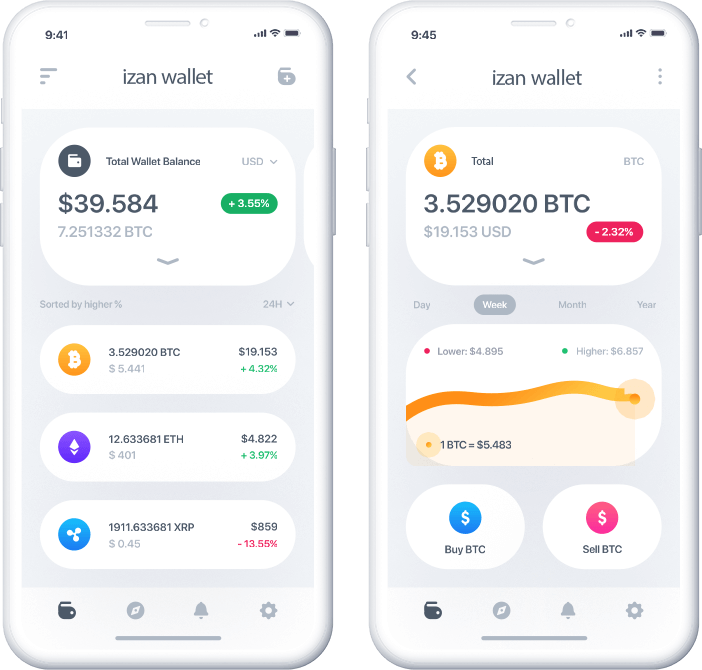 9:41
izan wallet
Total Wallet Balance
USD
$39.584
+ 3.55%
7.251332 BTC
Sorted by higher %
24H
3.529020 BTC
$19.153
$ 5.441
+ 4.32%
12.633681 ETH
$4.822
$ 401
+ 3.97%
1911.633681 XRP
$859
$ 0.45
- 13.55%
9:45
izan wallet
Total
BTC
3.529020 BTC
$19.153 USD
- 2.32%
Day
Week
Month
Year
Lower: $4.895
Higher: $6.857
1 BTC = $5.483
$
Buy BTC
$
Sell BTC